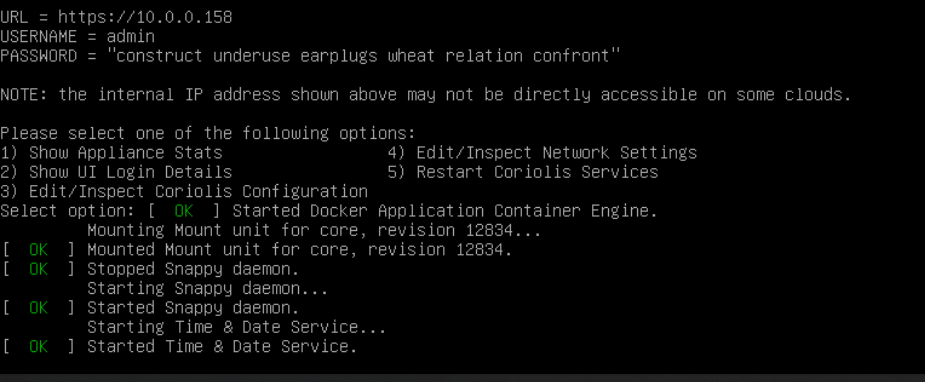 URL = https://10.0.0.158
USERNAME = admin
PASSWORD = "construct underuse earplugs wheat relation confront"
NOTE: the internal IP address shown above may not be directly accessible on some clouds.
Please select one of the following options:
1) Show Appliance Stats 4) Edit/Inspect Network Settings
2) Show UI Login Details 5) Restart Coriolis Services
3) Edit/Inspect Coriolis Configuration
Select option: [ OK ] Started Docker Application Container Engine.
Mounting Mount unit for core, revision 12834...
[ OK ] Mounted Mount unit for core, revision 12834.
[ OK ] Stopped Snappy daemon.
Starting Snappy daemon...
[ OK ] Started Snappy daemon.
Starting Time & Date Service...
[ OK ] Started Time & Date Service.